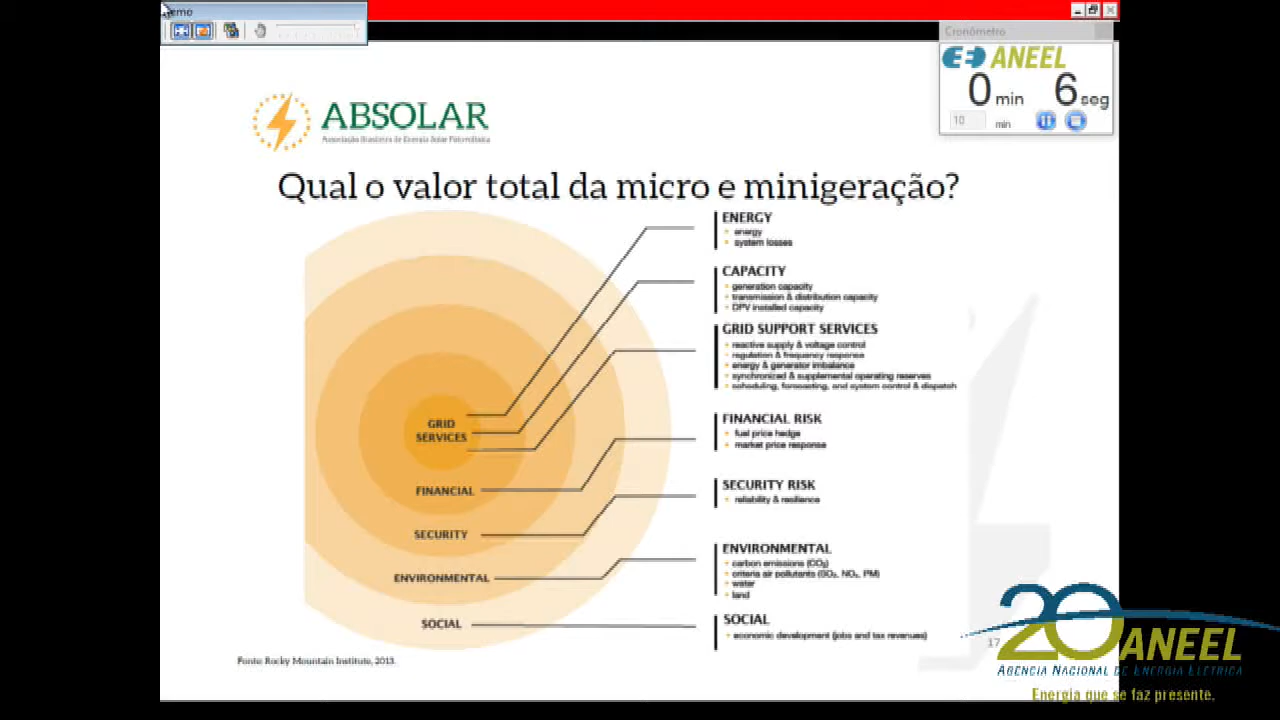 emo
Cronômetro
ANEEL
0 min 6 seg
10 min
ABSOLAR
Associação Brasileira de Energia Solar Fotovoltaica
Qual o valor total da micro e minigeração?
ENERGY
energy
system losses
CAPACITY
generation capacity
transmission & distribution capacity
DPV installed capacity
GRID SUPPORT SERVICES
reactive supply & voltage control
regulation & frequency response
energy & generator imbalance
synchronized & supplemental operating reserves
scheduling, forecasting, and system control & dispatch
GRID
SERVICES
FINANCIAL RISK
fuel price hedge
market price response
FINANCIAL
SECURITY RISK
reliability & resilience
SECURITY
ENVIRONMENTAL
carbon emissions (CO₂)
criteria air pollutants (SO₂, NOₓ, PM)
water
land
ENVIRONMENTAL
SOCIAL
economic development (jobs and tax revenues)
SOCIAL
17
Fonte: Rocky Mountain Institute, 2013.
20 ANEEL
AGÊNCIA NACIONAL DE ENERGIA ELÉTRICA
Energia que se faz presente.